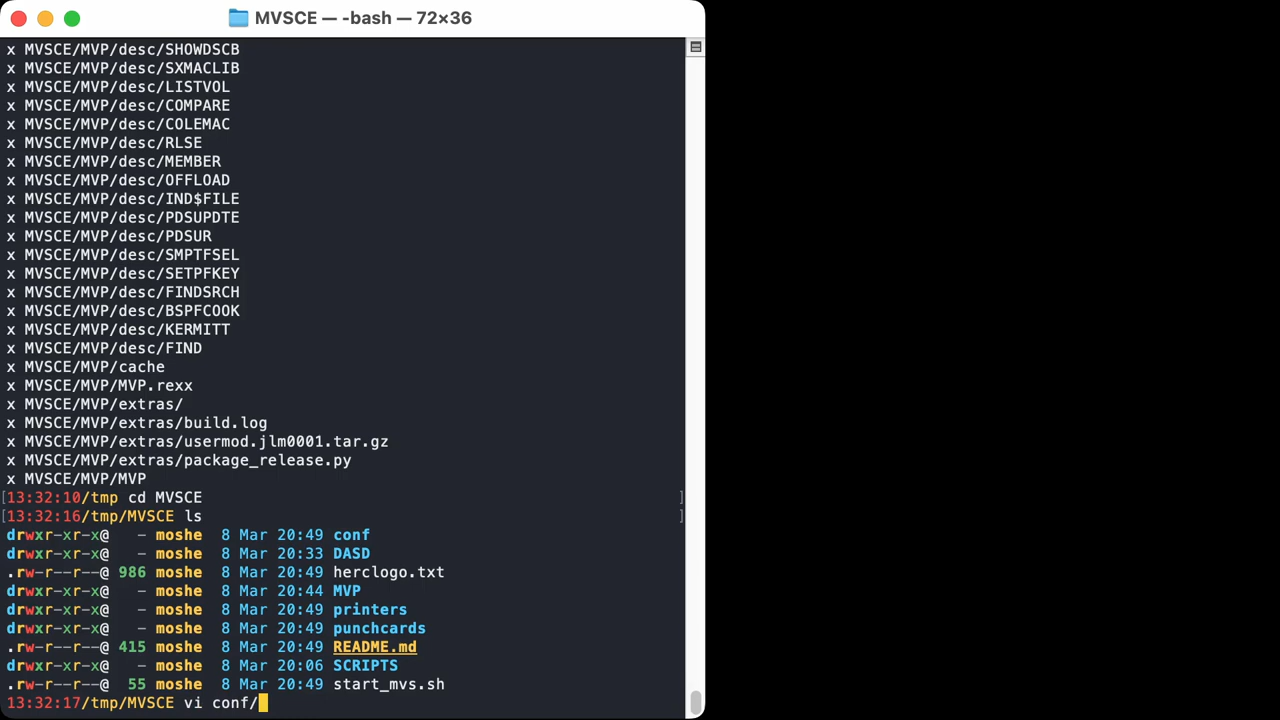 MVSCE — -bash — 72×36
x MVSCE/MVP/desc/SHOWDSCB
x MVSCE/MVP/desc/SXMACLIB
x MVSCE/MVP/desc/LISTVOL
x MVSCE/MVP/desc/COMPARE
x MVSCE/MVP/desc/COLEMAC
x MVSCE/MVP/desc/RLSE
x MVSCE/MVP/desc/MEMBER
x MVSCE/MVP/desc/OFFLOAD
x MVSCE/MVP/desc/IND$FILE
x MVSCE/MVP/desc/PDSUPDTE
x MVSCE/MVP/desc/PDSUR
x MVSCE/MVP/desc/SMPTFSEL
x MVSCE/MVP/desc/SETPFKEY
x MVSCE/MVP/desc/FINDSRCH
x MVSCE/MVP/desc/BSPFCOOK
x MVSCE/MVP/desc/KERMITT
x MVSCE/MVP/desc/FIND
x MVSCE/MVP/cache
x MVSCE/MVP/MVP.rexx
x MVSCE/MVP/extras/
x MVSCE/MVP/extras/build.log
x MVSCE/MVP/extras/usermod.jlm0001.tar.gz
x MVSCE/MVP/extras/package_release.py
x MVSCE/MVP/MVP
[13:32:10/tmp cd MVSCE ]
[13:32:16/tmp/MVSCE ls ]
drwxr-xr-x@ - moshe 8 Mar 20:49 conf
drwxr-xr-x@ - moshe 8 Mar 20:33 DASD
.rw-r--r--@ 986 moshe 8 Mar 20:49 herclogo.txt
drwxr-xr-x@ - moshe 8 Mar 20:44 MVP
drwxr-xr-x@ - moshe 8 Mar 20:49 printers
drwxr-xr-x@ - moshe 8 Mar 20:49 punchcards
.rw-r--r--@ 415 moshe 8 Mar 20:49 README.md
drwxr-xr-x@ - moshe 8 Mar 20:06 SCRIPTS
.rw-r--r--@ 55 moshe 8 Mar 20:49 start_mvs.sh
13:32:17/tmp/MVSCE vi conf/